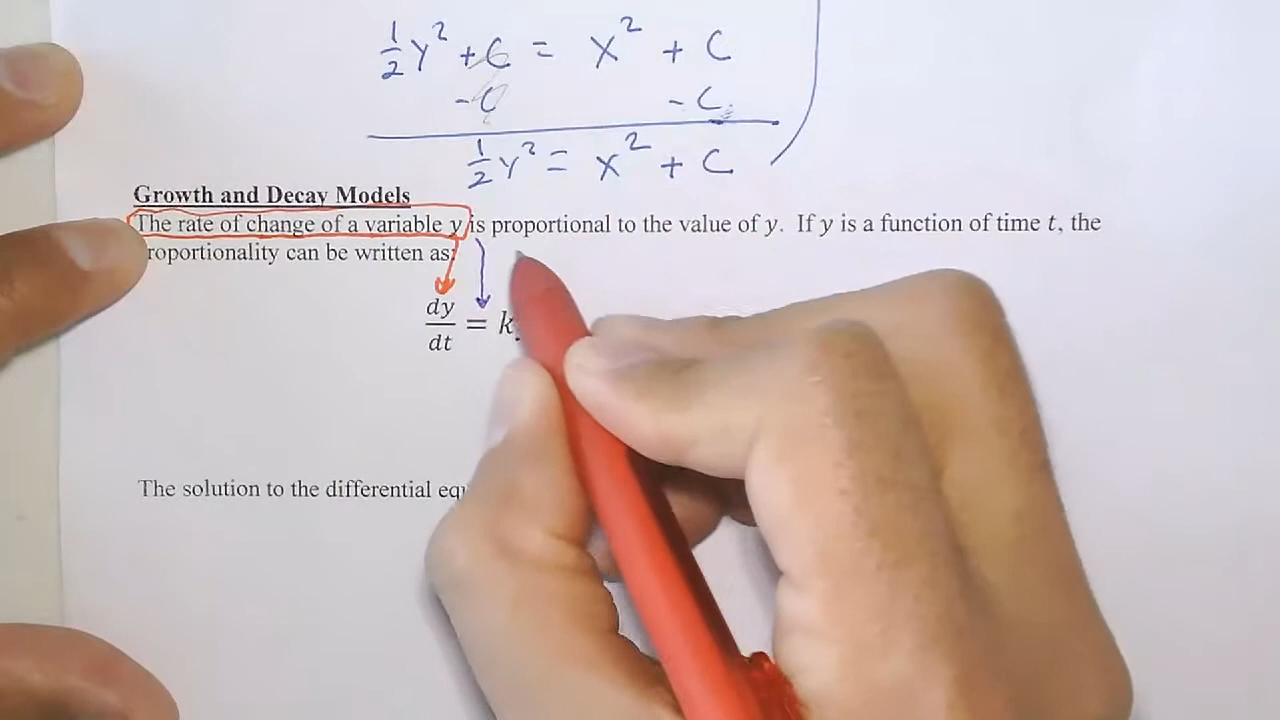 ½y² + C = x² + C
- C - C
½y² = x² + C
Growth and Decay Models
The rate of change of a variable y is proportional to the value of y. If y is a function of time t, the
roportionality can be written as:
dy/dt = k
The solution to the differential equ